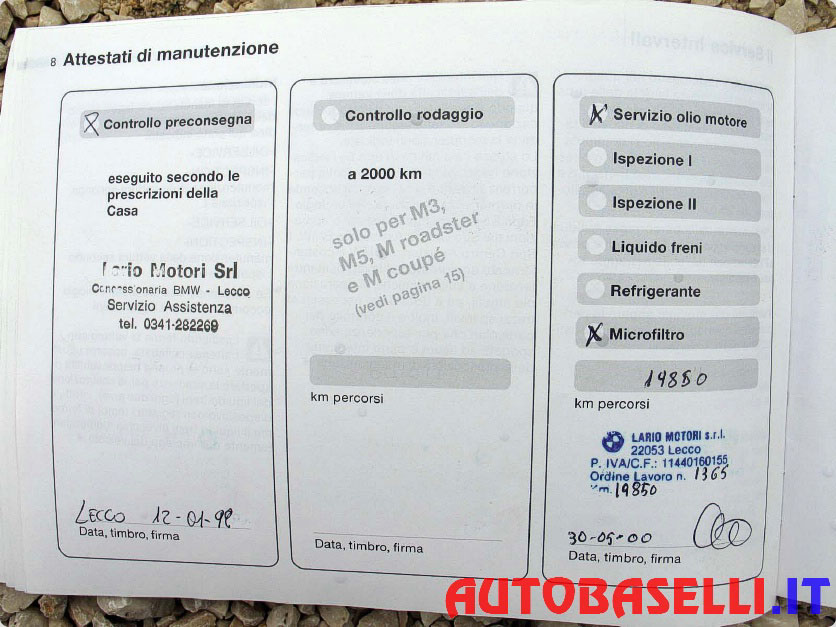 8 Attestati di manutenzione
Controllo preconsegna
eseguito secondo le
prescrizioni della
Casa
Lario Motori Srl
Concessionaria BMW - Lecco
Servizio Assistenza
tel. 0341-282269
LECCO 12-01-99
Data, timbro, firma
Controllo rodaggio
a 2000 km
solo per M3,
M5, M roadster
e M coupé
(vedi pagina 15)
km percorsi
Data, timbro, firma
Servizio olio motore
Ispezione I
Ispezione II
Liquido freni
Refrigerante
Microfiltro
19850
km percorsi
LARIO MOTORI s.r.l.
22053 Lecco
P. IVA/C.F.: 11440160155
Ordine Lavoro n. 1365
Km. 19850
30-05-00
Data, timbro, firma
AUTOBASELLI.IT